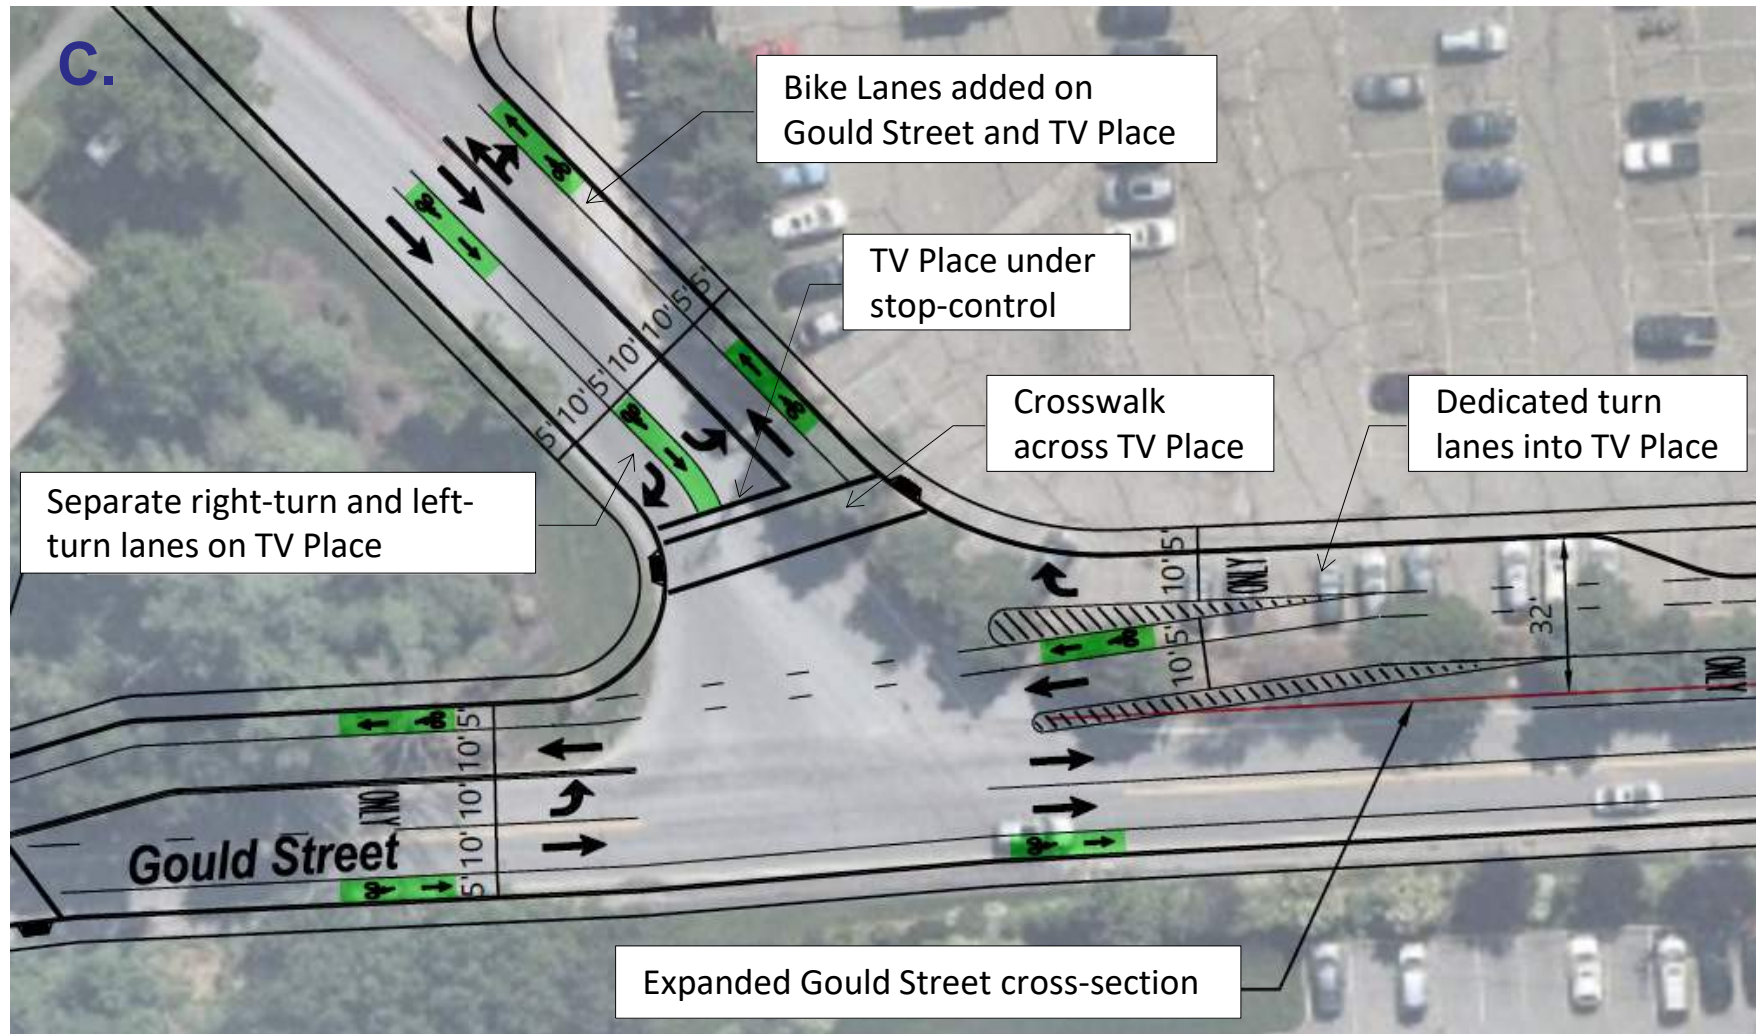 C.
Bike Lanes added on
Gould Street and TV Place
TV Place under
stop-control
5' 10' 5' 10' 10' 5' 5'
Crosswalk
across TV Place
Dedicated turn
lanes into TV Place
Separate right-turn and left-
turn lanes on TV Place
10' 5'
ONLY
32'
10' 5'
ONLY
5' 10' 10' 10' 5'
ONLY
Gould Street
Expanded Gould Street cross-section